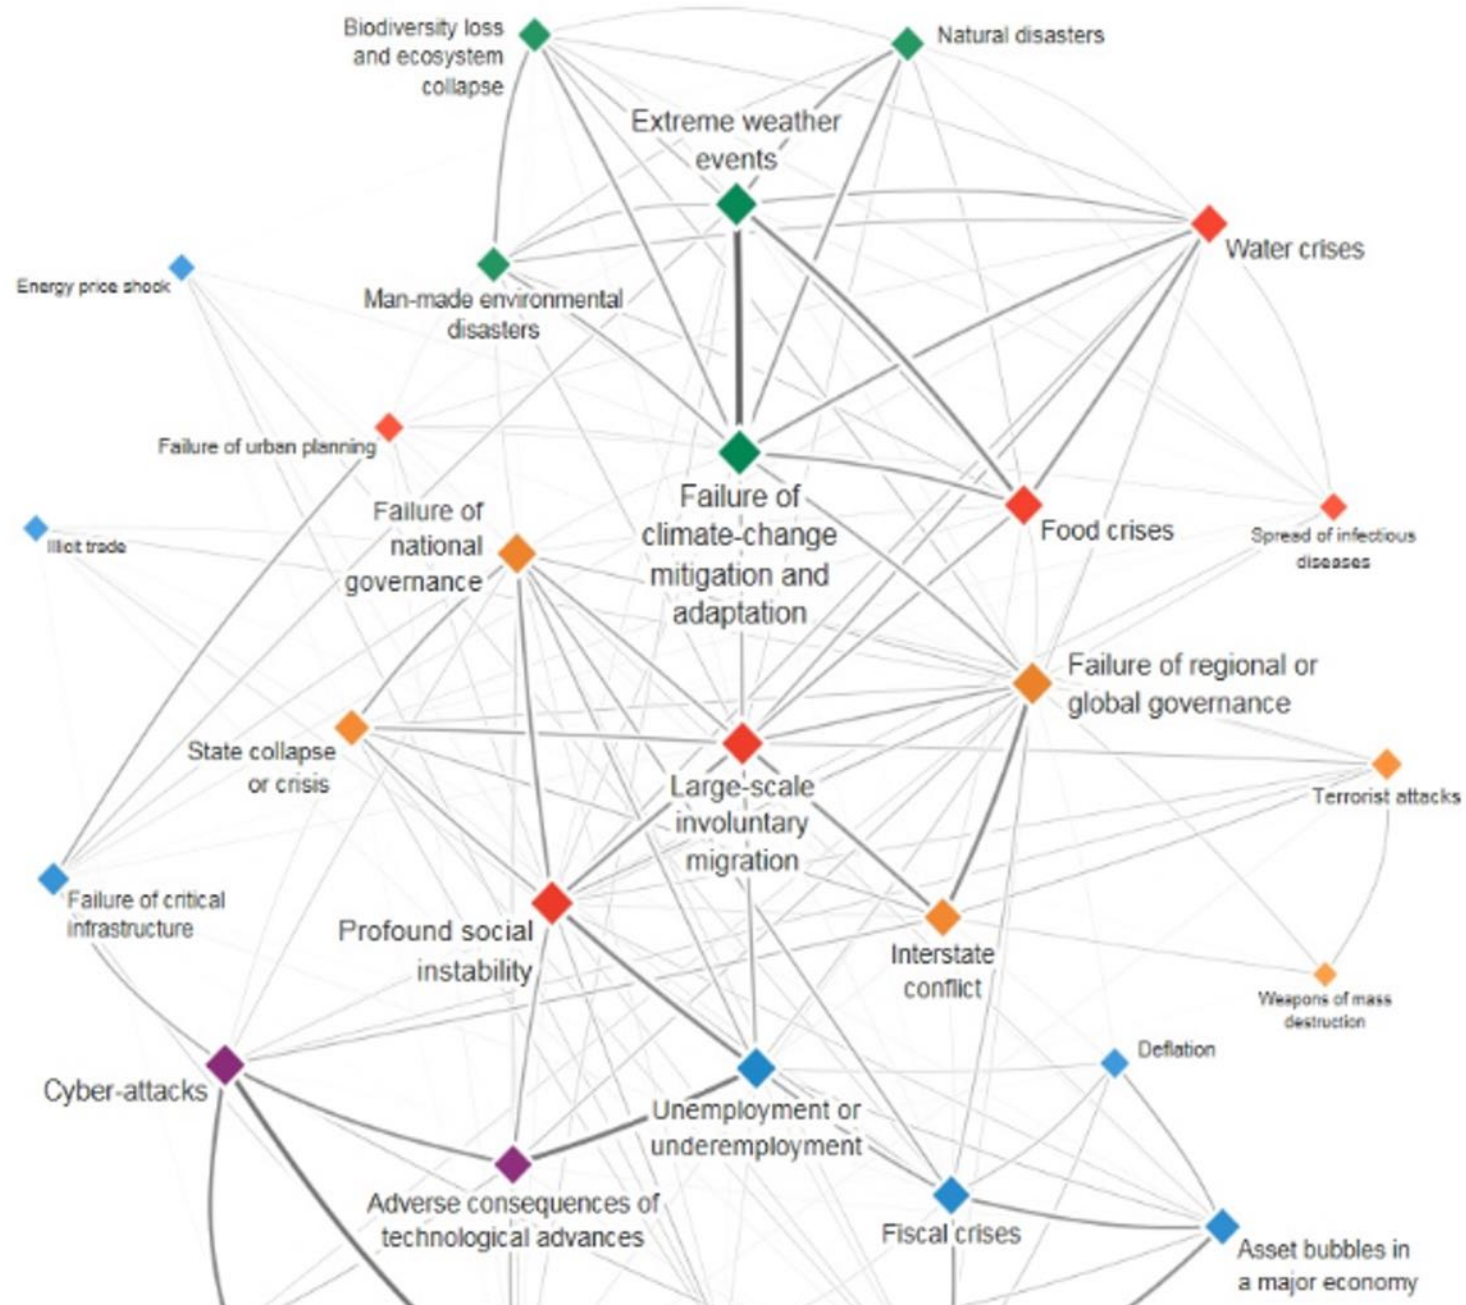 Biodiversity loss
and ecosystem
collapse
Natural disasters
Extreme weather
events
Water crises
Energy price shock
Man-made environmental
disasters
Failure of urban planning
Failure of
climate-change
mitigation and
adaptation
Failure of
national
governance
Food crises
Spread of infectious
diseases
Illicit trade
Failure of regional or
global governance
State collapse
or crisis
Large-scale
involuntary
migration
Terrorist attacks
Failure of critical
infrastructure
Profound social
instability
Interstate
conflict
Weapons of mass
destruction
Deflation
Cyber-attacks
Unemployment or
underemployment
Adverse consequences of
technological advances
Fiscal crises
Asset bubbles in
a major economy